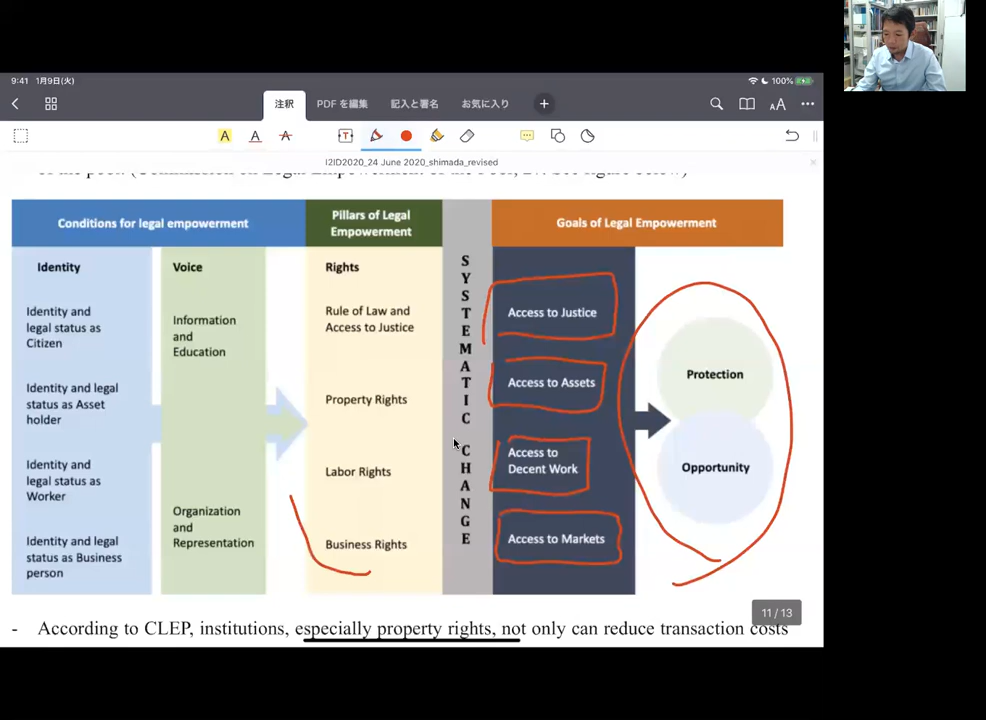 9:41 1月9日(火)
100%
注釈 PDF を編集 記入と署名 お気に入り
I2ID2020_24 June 2020_shimada_revised
Conditions for legal empowerment
Pillars of Legal
Empowerment
Goals of Legal Empowerment
Identity
Identity and
legal status as
Citizen
Identity and legal
status as Asset
holder
Identity and
legal status as
Worker
Identity and legal
status as Business
person
Voice
Information
and
Education
Organization
and
Representation
Rights
Rule of Law and
Access to Justice
Property Rights
Labor Rights
Business Rights
SYSTEMATIC CHANGE
Access to Justice
Access to Assets
Access to
Decent Work
Access to Markets
Protection
Opportunity
11 / 13
- According to CLEP, institutions, especially property rights, not only can reduce transaction costs